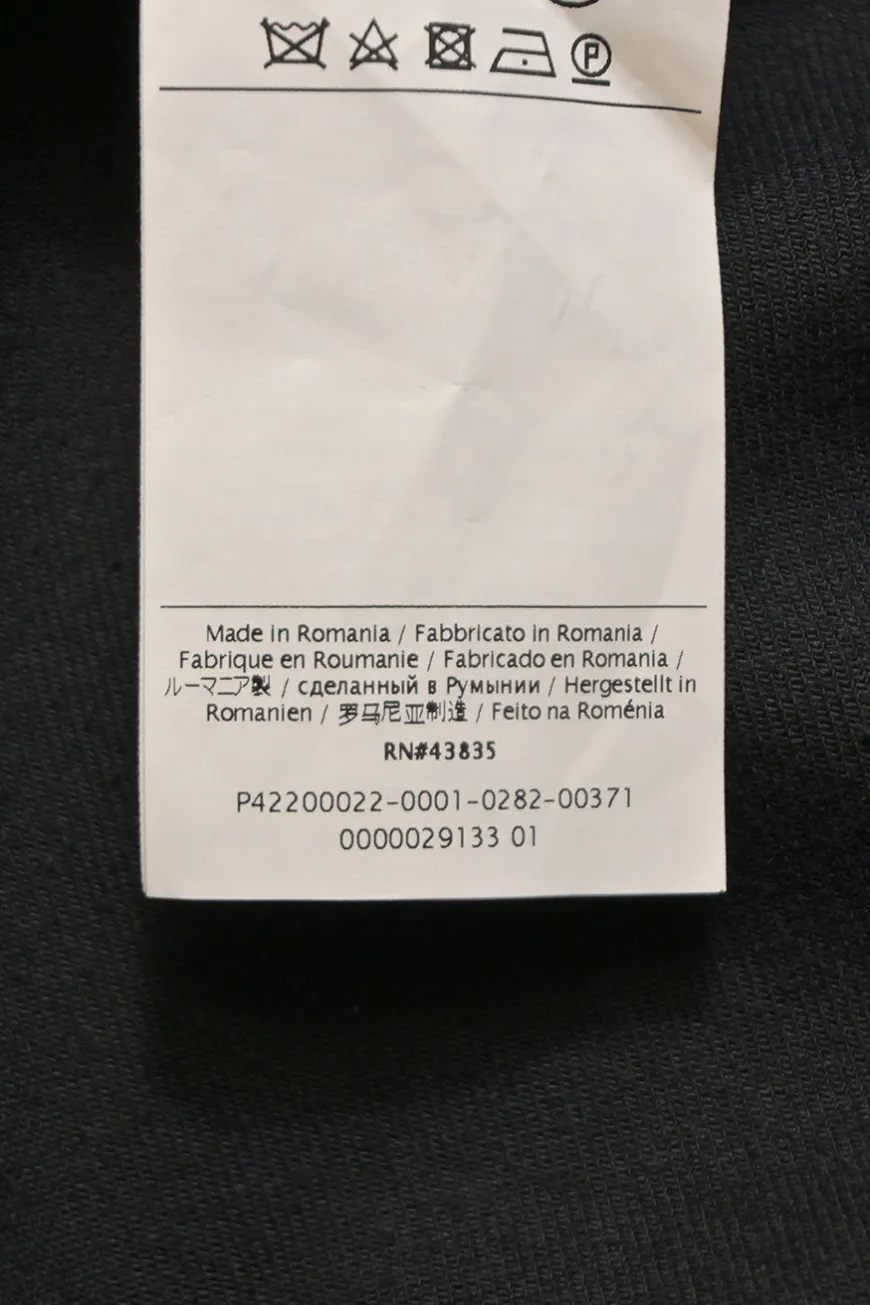 P
Made in Romania / Fabbricato in Romania /
Fabrique en Roumanie / Fabricado en Romania /
ルーマニア製 / сделанный в Румынии / Hergestellt in
Romanien / 罗马尼亚制造 / Feito na Roménia
RN#43835
P42200022-0001-0282-00371
0000029133 01